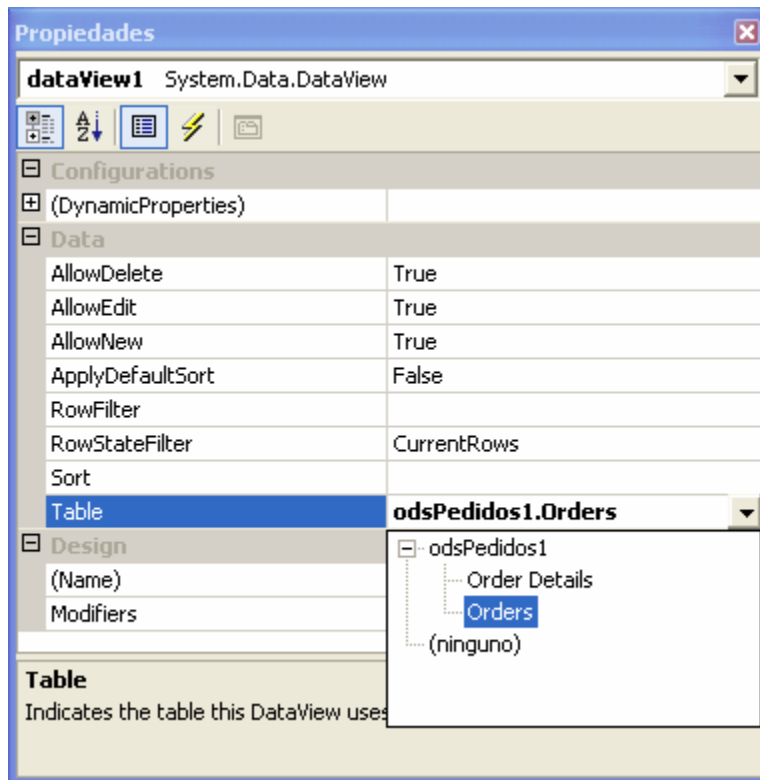 Propiedades
dataView1 System.Data.DataView
Configurations
(DynamicProperties)
Data
AllowDelete True
AllowEdit True
AllowNew True
ApplyDefaultSort False
RowFilter
RowStateFilter CurrentRows
Sort
Table odsPedidos1.Orders
Design
odsPedidos1
(Name)
Order Details
Modifiers
Orders
(ninguno)
Table
Indicates the table this DataView uses